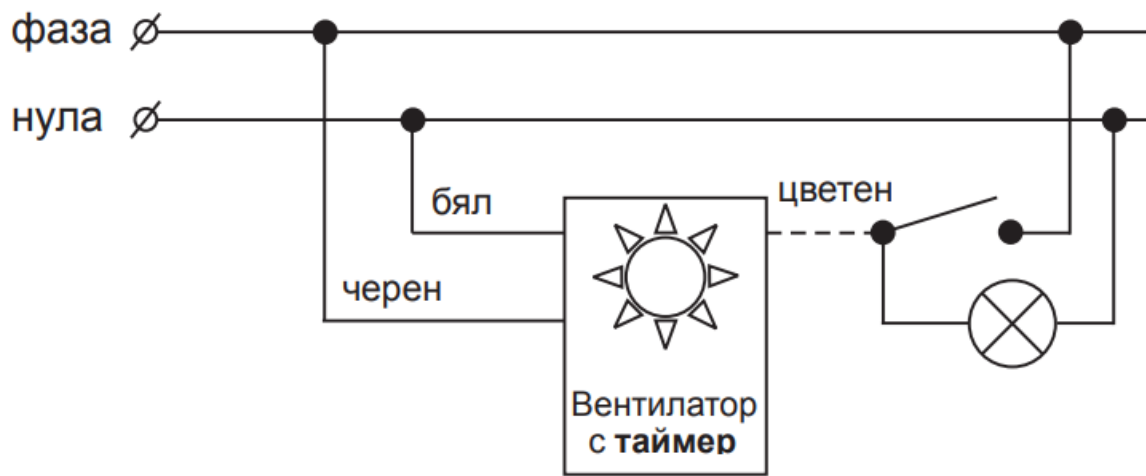 фаза
нула
бял
цветен
черен
Вентилатор
с таймер